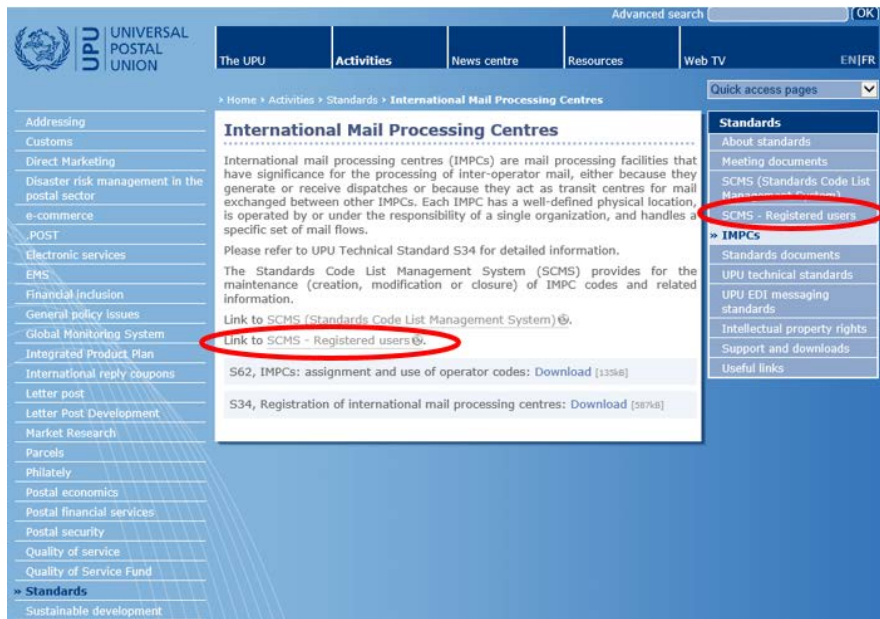 Advanced search OK
UNIVERSAL
POSTAL
UNION
UPU
The UPU Activities News centre Resources Web TV EN|FR
Quick access pages
› Home › Activities › Standards › International Mail Processing Centres
Addressing
Customs
Direct Marketing
Disaster risk management in the
postal sector
e-commerce
.POST
Electronic services
EMS
Financial inclusion
General policy issues
Global Monitoring System
Integrated Product Plan
International reply coupons
Letter post
Letter Post Development
Market Research
Parcels
Philately
Postal economics
Postal financial services
Postal security
Quality of service
Quality of Service Fund
» Standards
Sustainable development
International Mail Processing Centres
International mail processing centres (IMPCs) are mail processing facilities that
have significance for the processing of inter-operator mail, either because they
generate or receive dispatches or because they act as transit centres for mail
exchanged between other IMPCs. Each IMPC has a well-defined physical location,
is operated by or under the responsibility of a single organization, and handles a
specific set of mail flows.
Please refer to UPU Technical Standard S34 for detailed information.
The Standards Code List Management System (SCMS) provides for the
maintenance (creation, modification or closure) of IMPC codes and related
information.
Link to SCMS (Standards Code List Management System).
Link to SCMS - Registered users.
S62, IMPCs: assignment and use of operator codes: Download [135kB]
S34, Registration of international mail processing centres: Download [587kB]
Standards
About standards
Meeting documents
SCMS (Standards Code List
Management System)
SCMS - Registered users
» IMPCs
Standards documents
UPU technical standards
UPU EDI messaging
standards
Intellectual property rights
Support and downloads
Useful links